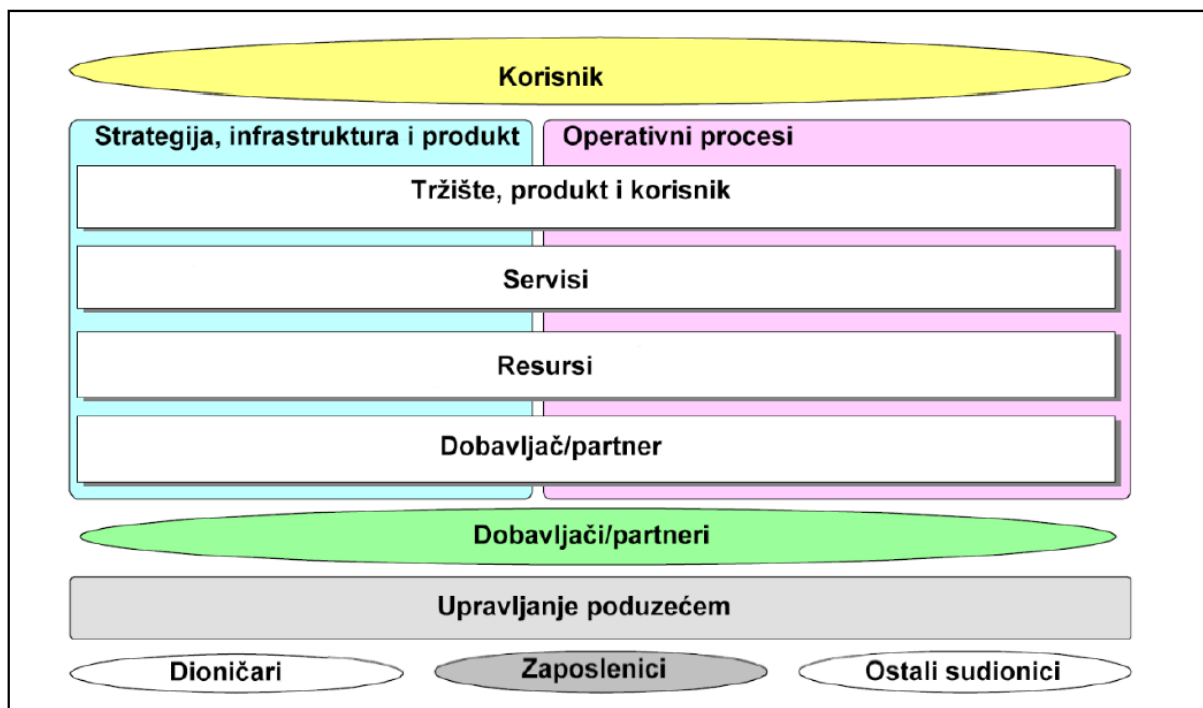 Korisnik
Strategija, infrastruktura i produkt
Operativni procesi
Tržište, produkt i korisnik
Servisi
Resursi
Dobavljač/partner
Dobavljači/partneri
Upravljanje poduzećem
Dioničari
Zaposlenici
Ostali sudionici